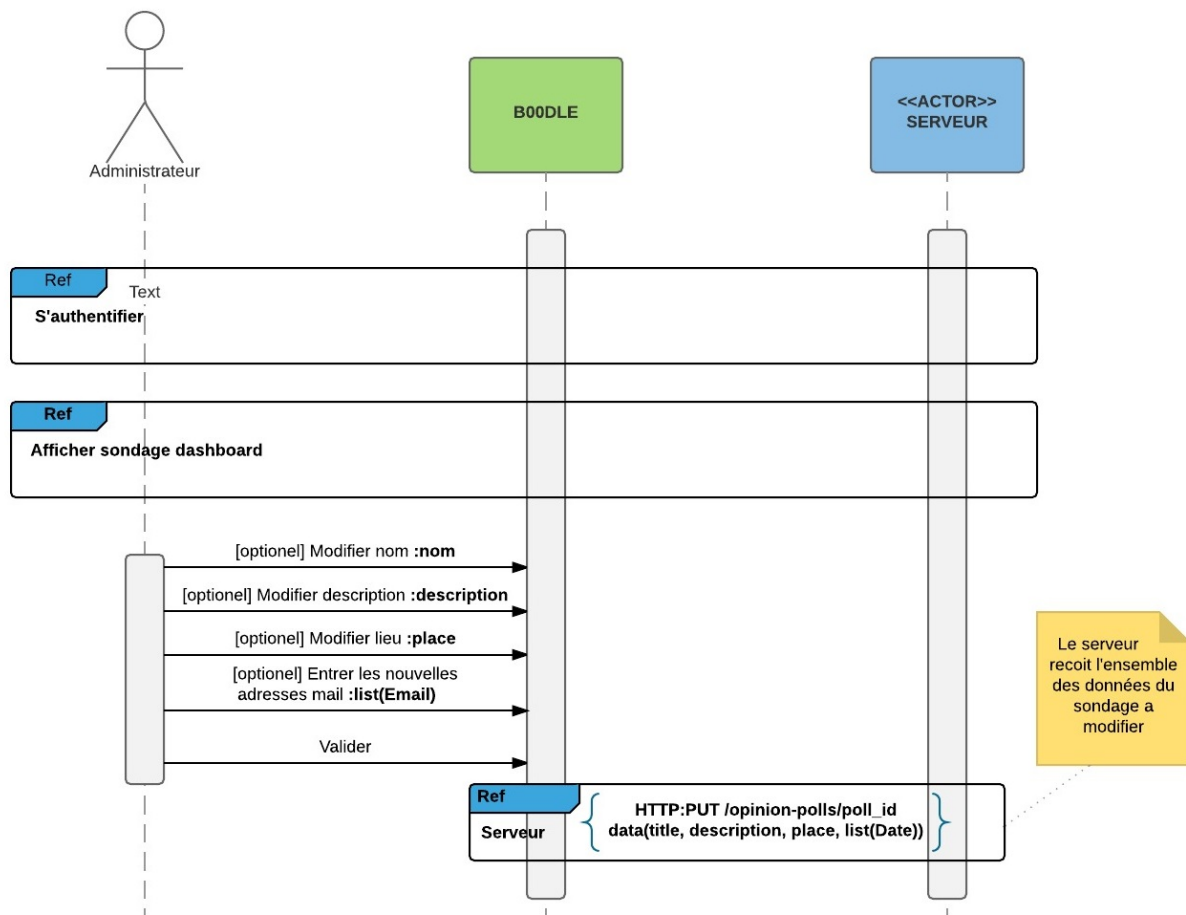 Administrateur
B00DLE
<<ACTOR>>
SERVEUR
Ref
Text
S'authentifier
Ref
Afficher sondage dashboard
[optionel] Modifier nom :nom
[optionel] Modifier description :description
[optionel] Modifier lieu :place
[optionel] Entrer les nouvelles
adresses mail :list(Email)
Valider
Le serveur
recoit l'ensemble
des données du
sondage a
modifier
Ref
Serveur
HTTP:PUT /opinion-polls/poll_id
data(title, description, place, list(Date))